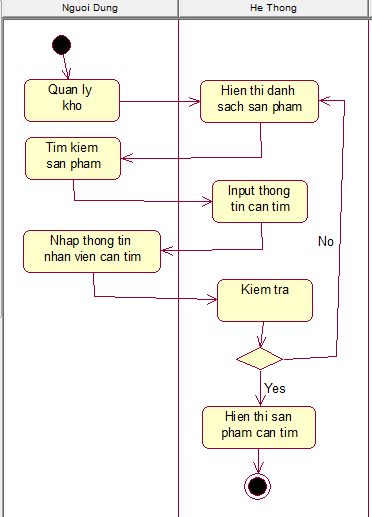 Nguoi Dung
He Thong
Quan ly
kho
Hien thi danh
sach san pham
Tim kiem
san pham
Input thong
tin can tim
Nhap thong tin
nhan vien can tim
No
Kiem tra
Yes
Hien thi san
pham can tim